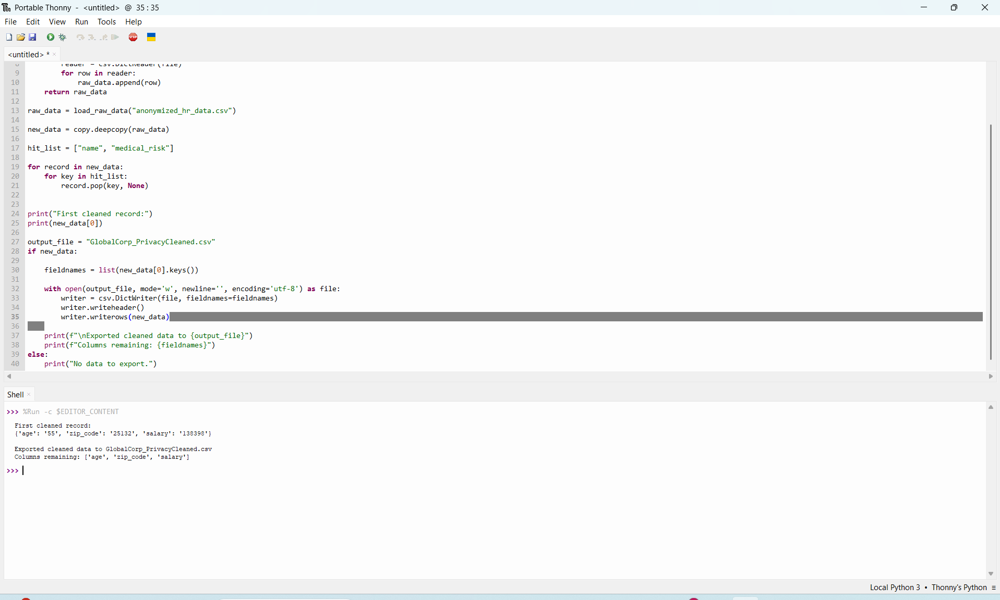 Portable Thonny - <untitled> @ 35:35
File Edit View Run Tools Help
STOP
<untitled> *
8         reader = csv.DictReader(file)
9         for row in reader:
10             raw_data.append(row)
11     return raw_data
12
13 raw_data = load_raw_data("anonymized_hr_data.csv")
14
15 new_data = copy.deepcopy(raw_data)
16
17 hit_list = ["name", "medical_risk"]
18
19 for record in new_data:
20     for key in hit_list:
21         record.pop(key, None)
22
23
24 print("First cleaned record:")
25 print(new_data[0])
26
27 output_file = "GlobalCorp_PrivacyCleaned.csv"
28 if new_data:
29
30     fieldnames = list(new_data[0].keys())
31
32     with open(output_file, mode='w', newline='', encoding='utf-8') as file:
33         writer = csv.DictWriter(file, fieldnames=fieldnames)
34         writer.writeheader()
35         writer.writerows(new_data)
36
37     print(f"\nExported cleaned data to {output_file}")
38     print(f"Columns remaining: {fieldnames}")
39 else:
40     print("No data to export.")
Shell
>>> %Run -c $EDITOR_CONTENT
First cleaned record:
{'age': '55', 'zip_code': '25132', 'salary': '138398'}
Exported cleaned data to GlobalCorp_PrivacyCleaned.csv
Columns remaining: ['age', 'zip_code', 'salary']
>>>
Local Python 3 • Thonny's Python ≡